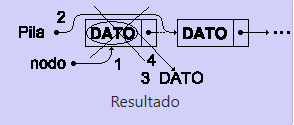 2
Pila DATO DATO ...
nodo 1 4
3 DATO
Resultado